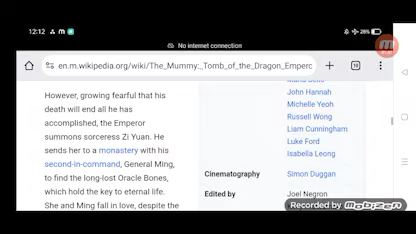 12:12
28%
No internet connection
en.m.wikipedia.org/wiki/The_Mummy:_Tomb_of_the_Dragon_Emperc
10
However, growing fearful that his
death will end all he has
accomplished, the Emperor
summons sorceress Zi Yuan. He
sends her to a monastery with his
second-in-command, General Ming,
to find the long-lost Oracle Bones,
which hold the key to eternal life.
She and Ming fall in love, despite the
John Hannah
Michelle Yeoh
Russell Wong
Liam Cunningham
Luke Ford
Isabella Leong
Cinematography Simon Duggan
Edited by Joel Negron
Recorded by Mobizen